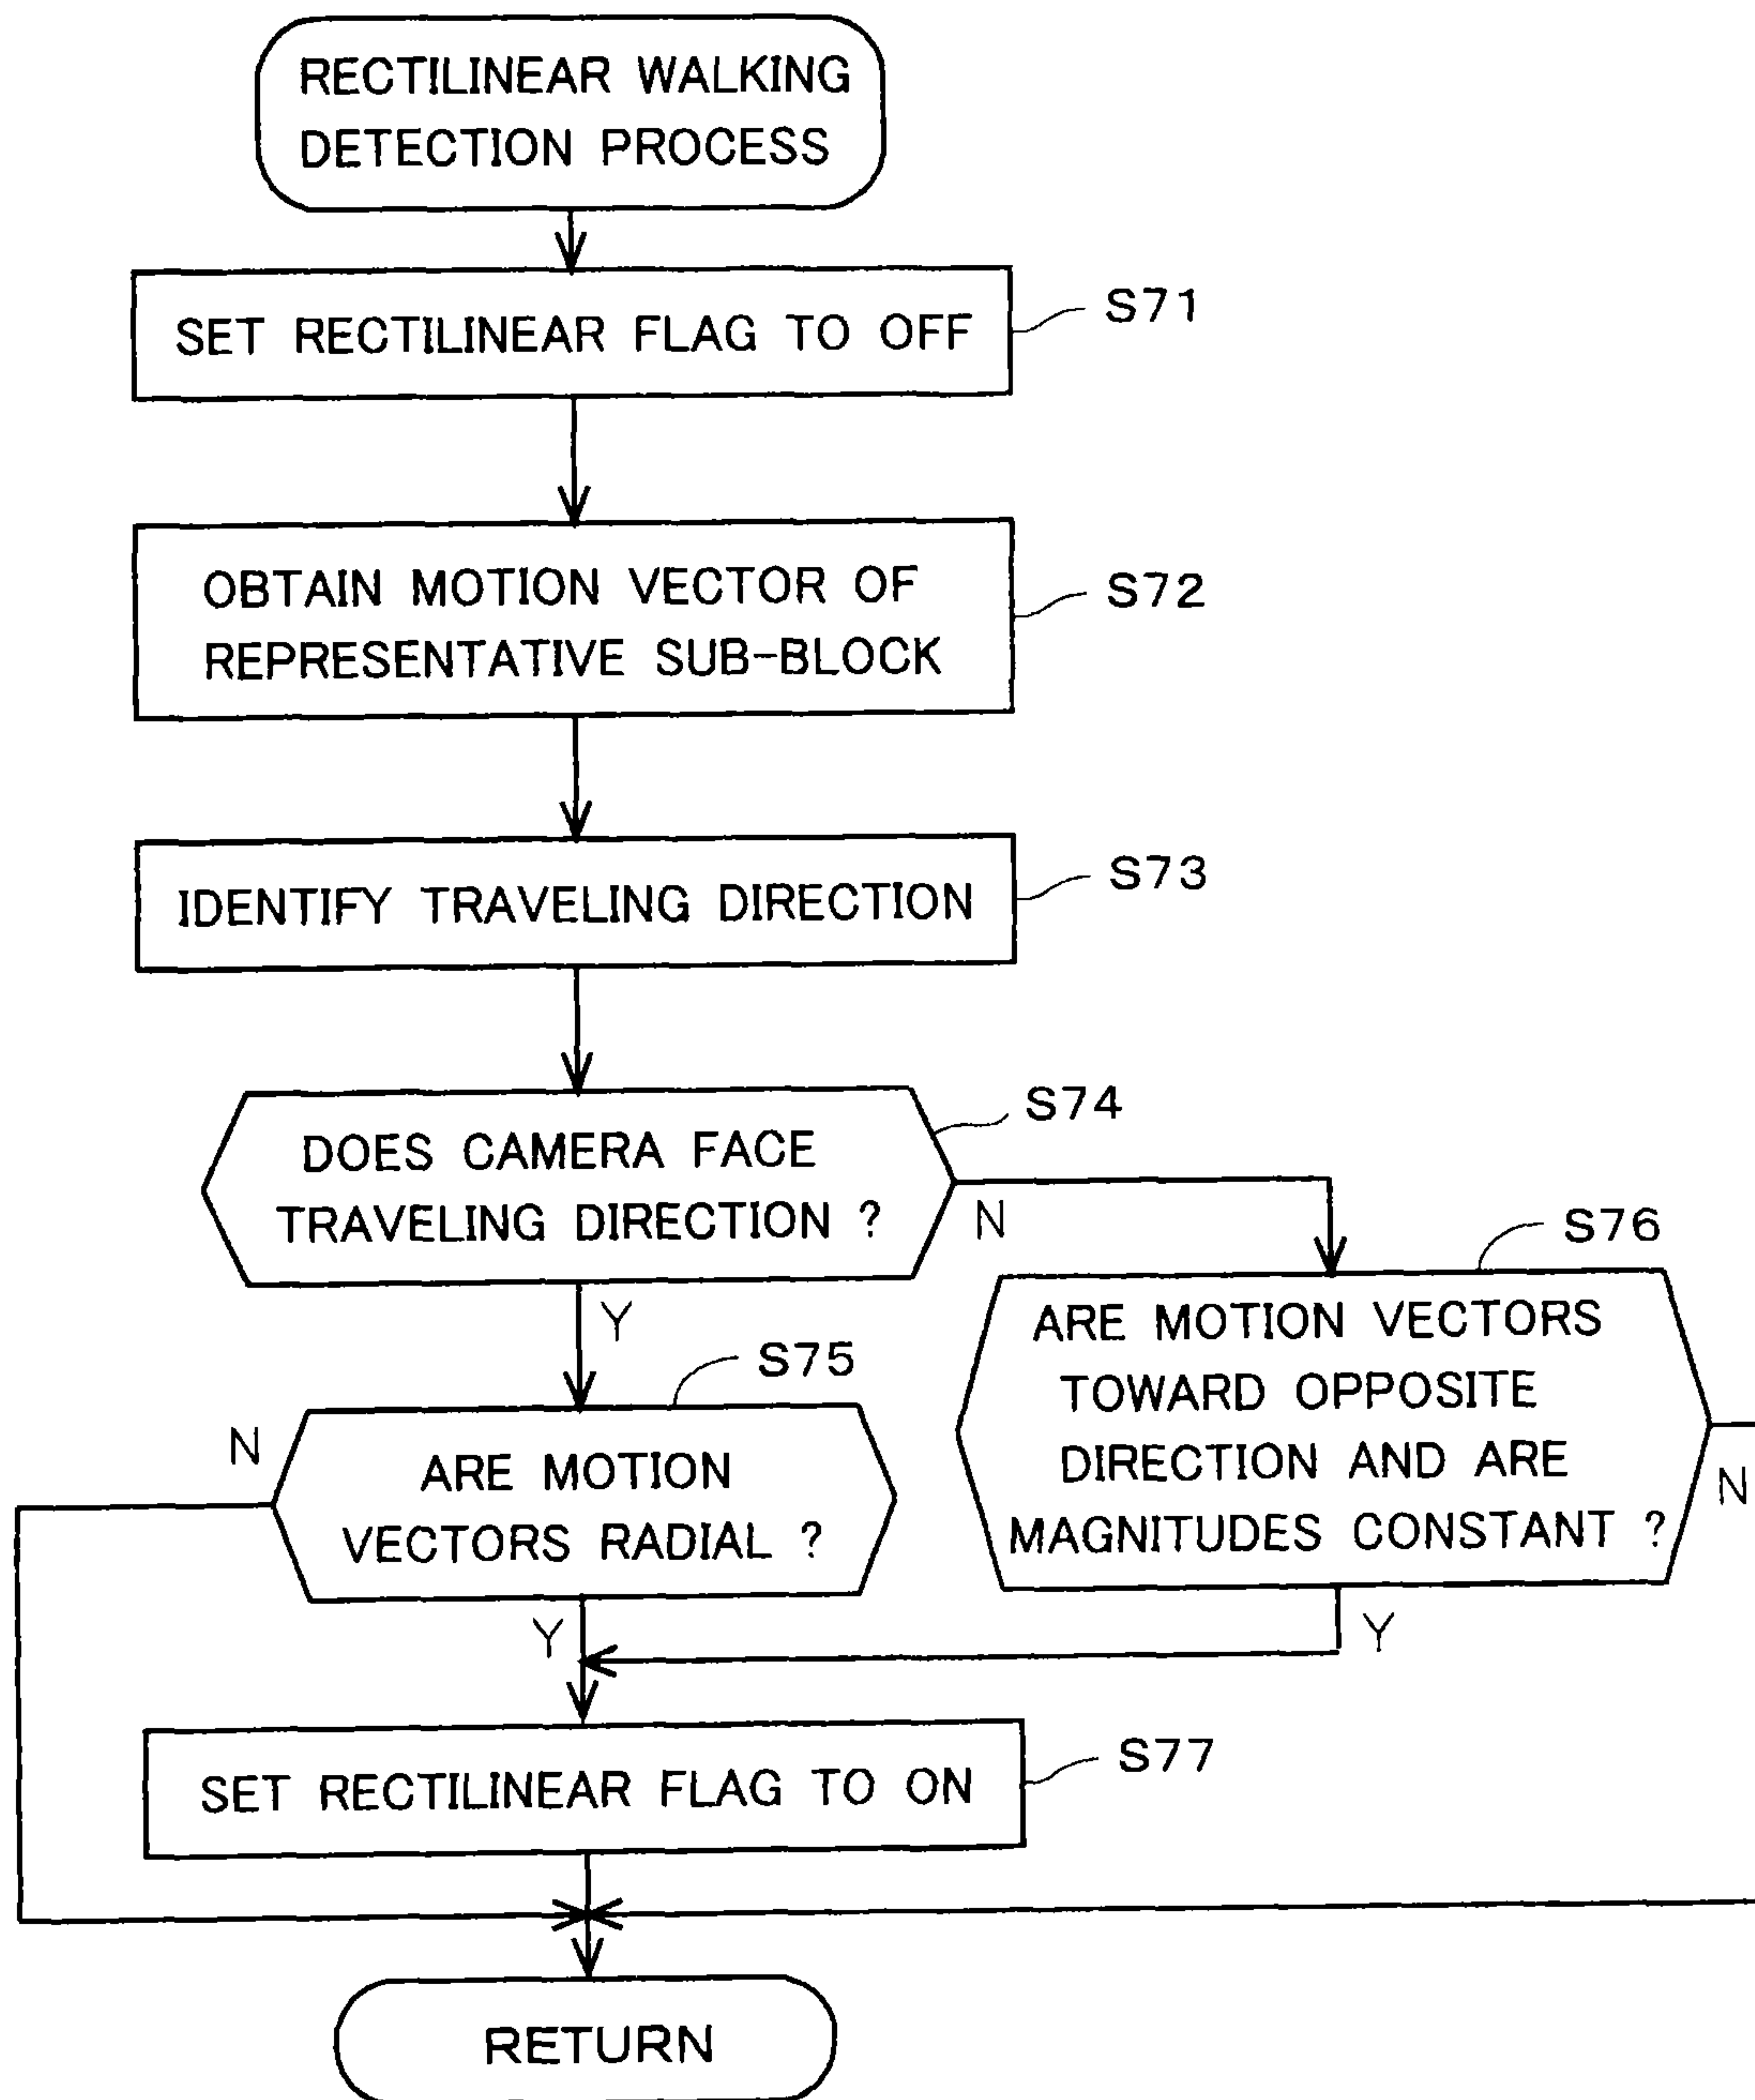 RECTILINEAR WALKING
DETECTION PROCESS
SET RECTILINEAR FLAG TO OFF
S71
OBTAIN MOTION VECTOR OF
REPRESENTATIVE SUB-BLOCK
S72
IDENTIFY TRAVELING DIRECTION
S73
DOES CAMERA FACE
TRAVELING DIRECTION ?
S74
N
Y
S76
ARE MOTION VECTORS
TOWARD OPPOSITE
DIRECTION AND ARE
MAGNITUDES CONSTANT ?
N
Y
S75
N
ARE MOTION
VECTORS RADIAL ?
Y
SET RECTILINEAR FLAG TO ON
S77
RETURN